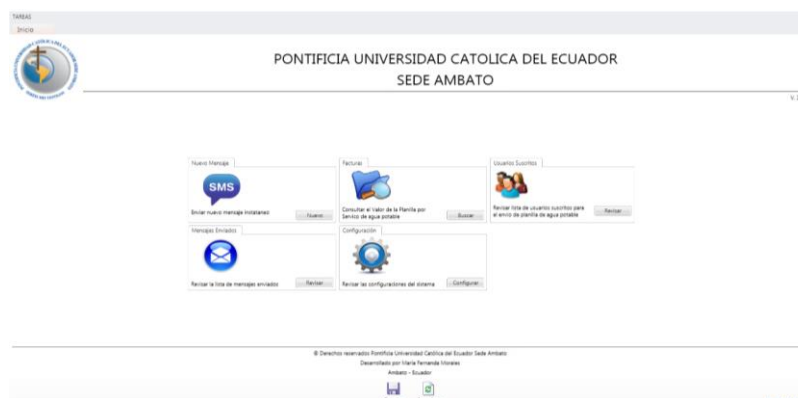 TAREAS
Inicio
PONTIFICIA UNIVERSIDAD CATOLICA DEL ECUADOR
SEDE AMBATO
Nuevo Mensaje
SMS
Enviar nuevo mensaje instataneo
Nuevo
Facturas
Consultar el Valor de la Planilla por
Servicio de agua potable
Buscar
Usuarios Suscritos
Revisar lista de usuarios suscritos para
el envio de planilla de agua potable
Revisar
Mensajes Enviados
Revisar la lista de mensajes enviados
Revisar
Configuración
Revisar las configuraciones del sistema
Configurar
© Derechos reservados Pontificia Universidad Católica del Ecuador Sede Ambato
Desarrollado por María Fernanda Morales
Ambato - Ecuador